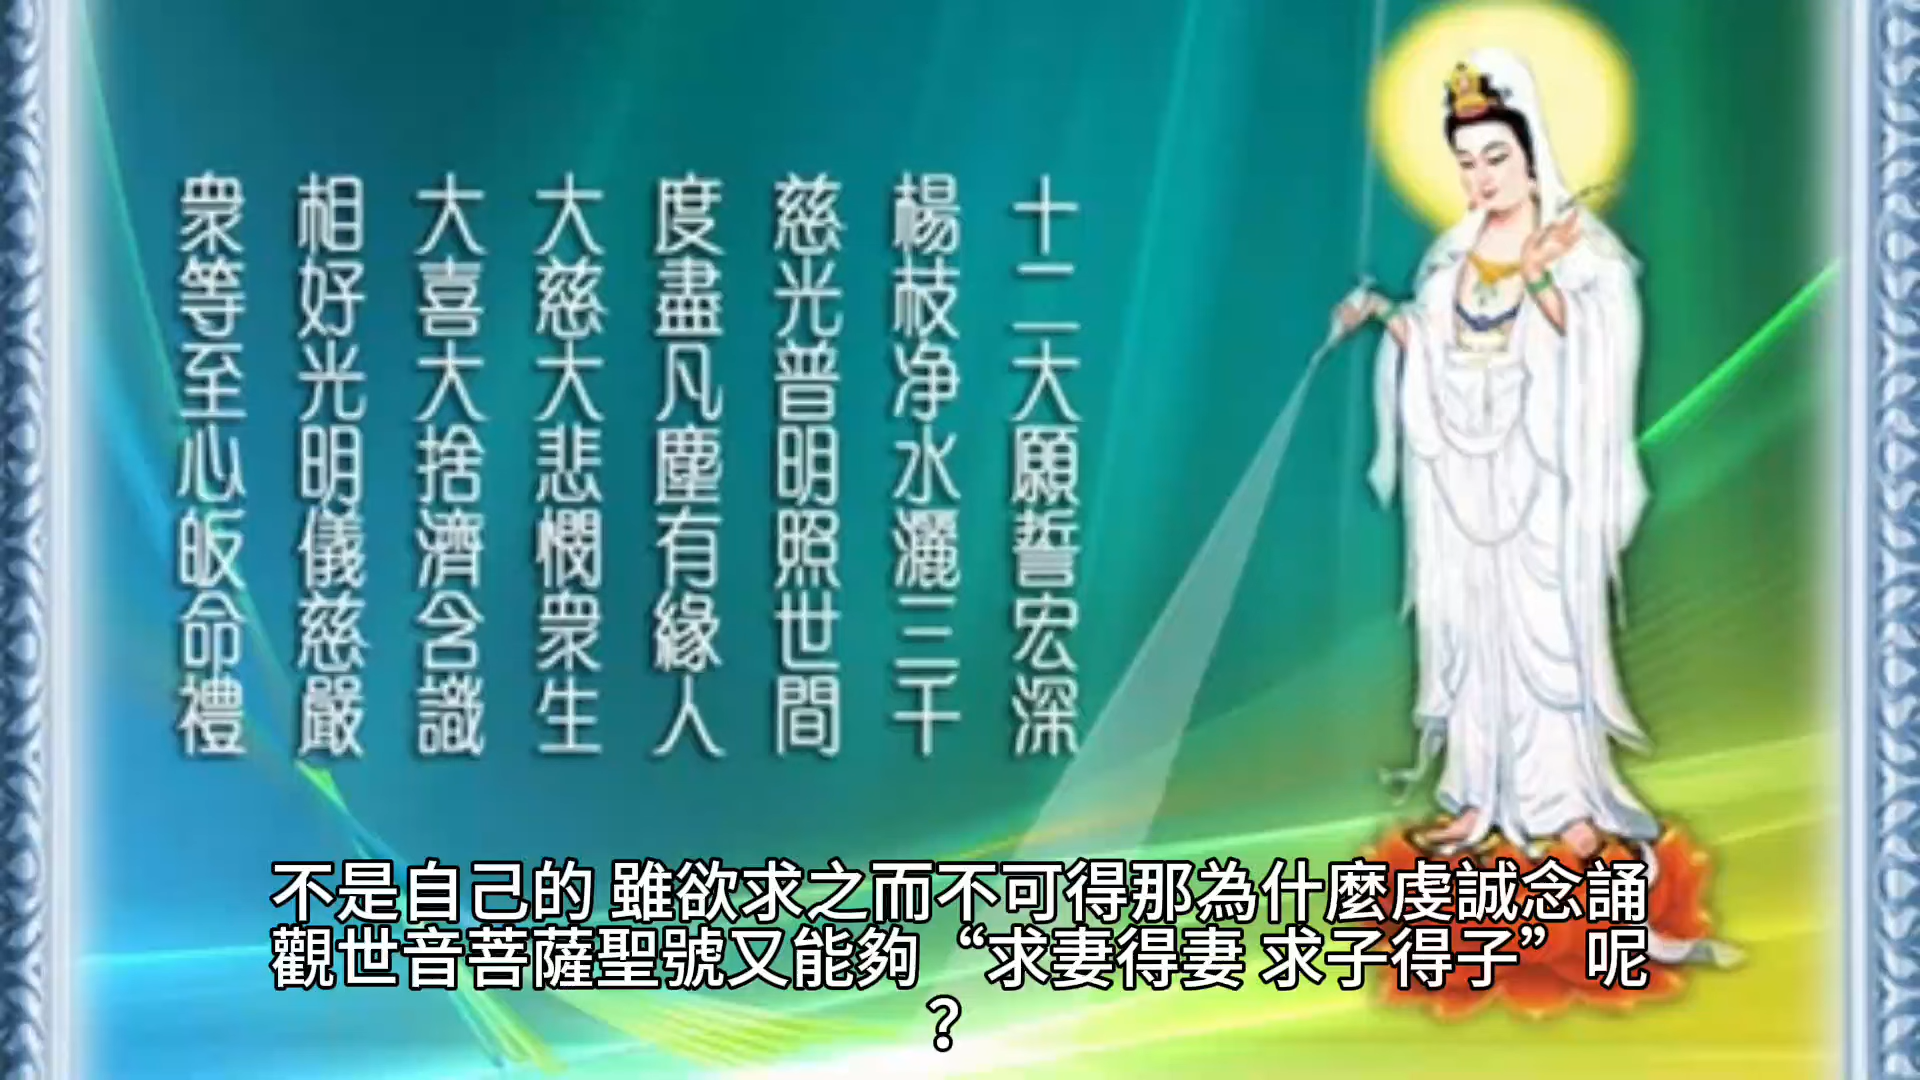 十二大願誓宏深
楊枝净水灑三千
慈光普明照世間
度盡凡塵有緣人
大慈大悲憫衆生
大喜大捨濟含識
相好光明儀慈嚴
衆等至心皈命禮
不是自己的 雖欲求之而不可得那為什麼虔誠念誦
觀世音菩薩聖號又能夠“求妻得妻 求子得子”呢
？